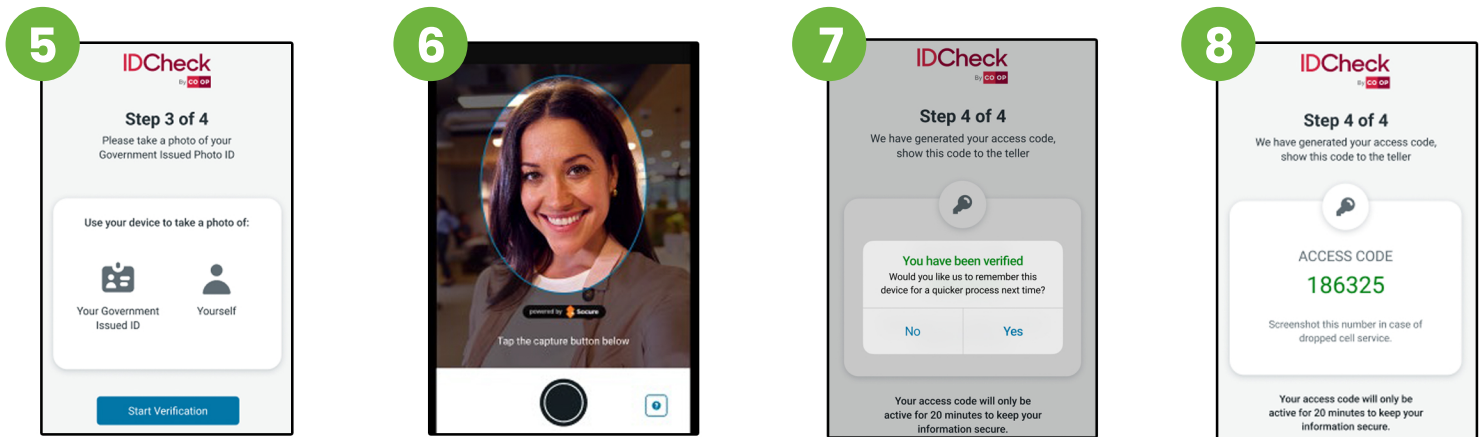 5
IDCheck
By CO OP
Step 3 of 4
Please take a photo of your
Government Issued Photo ID
Use your device to take a photo of:
Your Government
Issued ID
Yourself
Start Verification
6
powered by Socure
Tap the capture button below
?
7
IDCheck
By CO OP
Step 4 of 4
We have generated your access code,
show this code to the teller
You have been verified
Would you like us to remember this
device for a quicker process next time?
No
Yes
Your access code will only be
active for 20 minutes to keep your
information secure.
8
IDCheck
By CO OP
Step 4 of 4
We have generated your access code,
show this code to the teller
ACCESS CODE
186325
Screenshot this number in case of
dropped cell service.
Your access code will only be
active for 20 minutes to keep your
information secure.